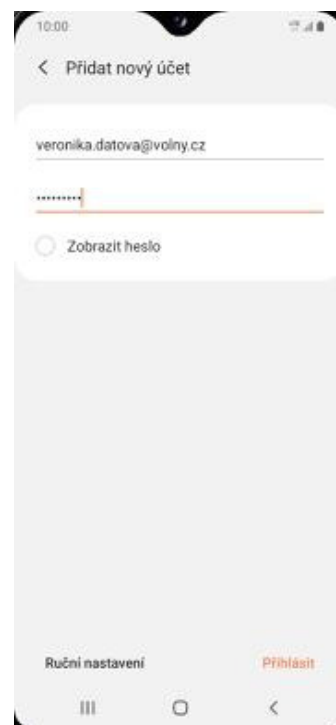 10:00
Přidat nový účet
veronika.datova@volny.cz
•••••••••
Zobrazit heslo
Ruční nastavení
Přihlásit